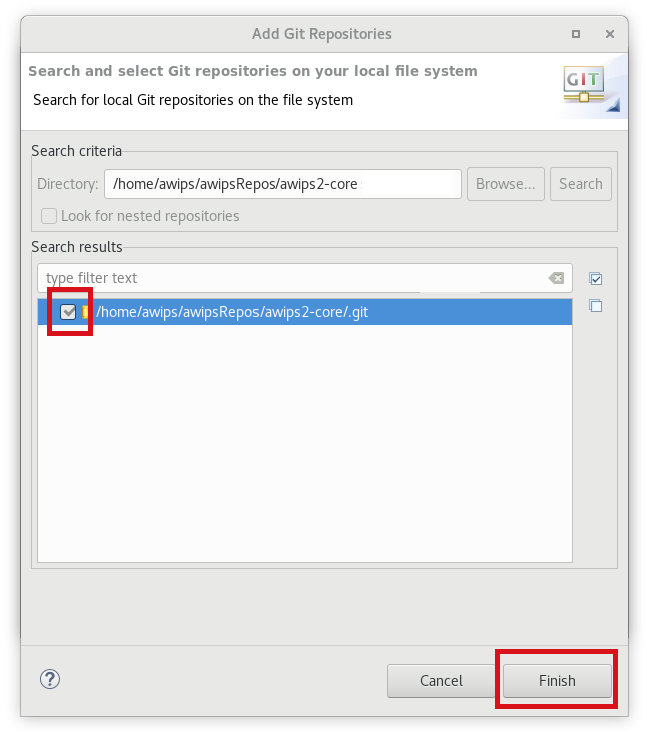 Add Git Repositories
Search and select Git repositories on your local file system
Search for local Git repositories on the file system
GIT
Search criteria
Directory: /home/awips/awipsRepos/awips2-core Browse... Search
Look for nested repositories
Search results
type filter text
/home/awips/awipsRepos/awips2-core/.git
? Cancel Finish